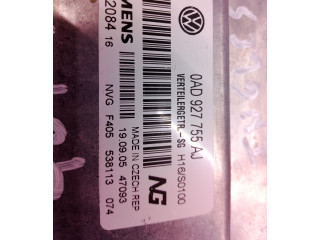 0AD 927 755 AJ
VERTEILERGETR.-SG H16/S0100
MENS
2084 16
MADE IN CZECH REP
19.09.05 47093
NVG F405 538113 074
NG